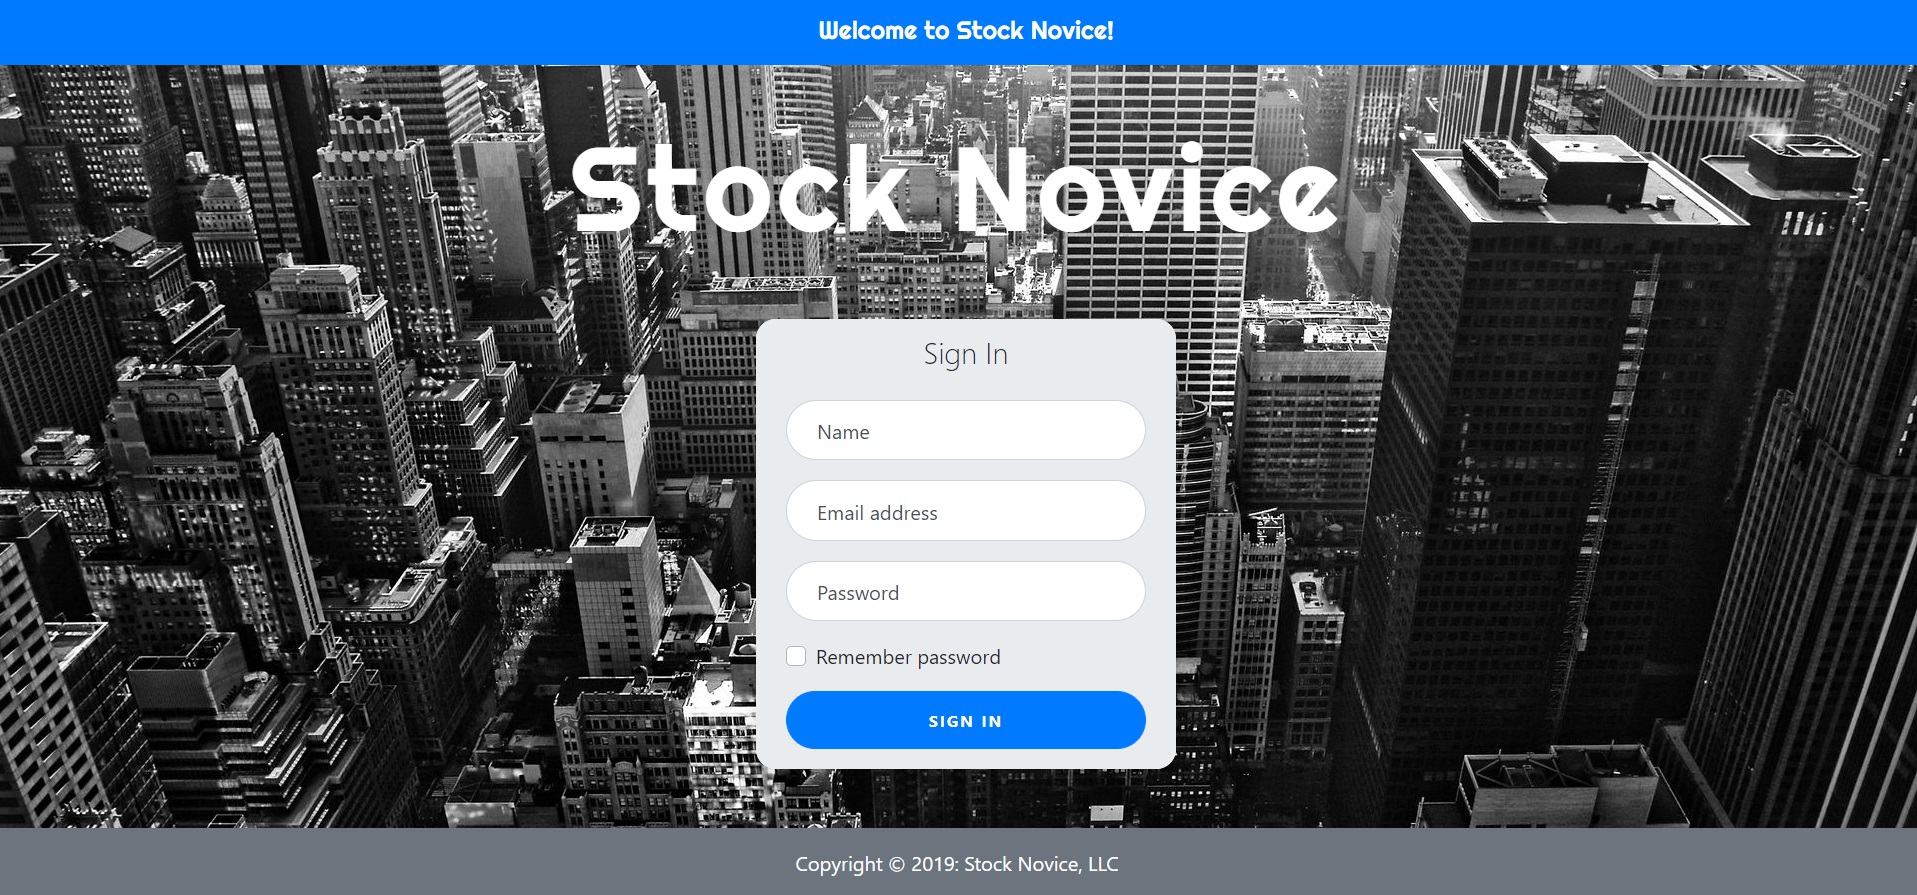 Welcome to Stock Novice!
Stock Novice
Sign In
Name
Email address
Password
Remember password
SIGN IN
Copyright © 2019: Stock Novice, LLC